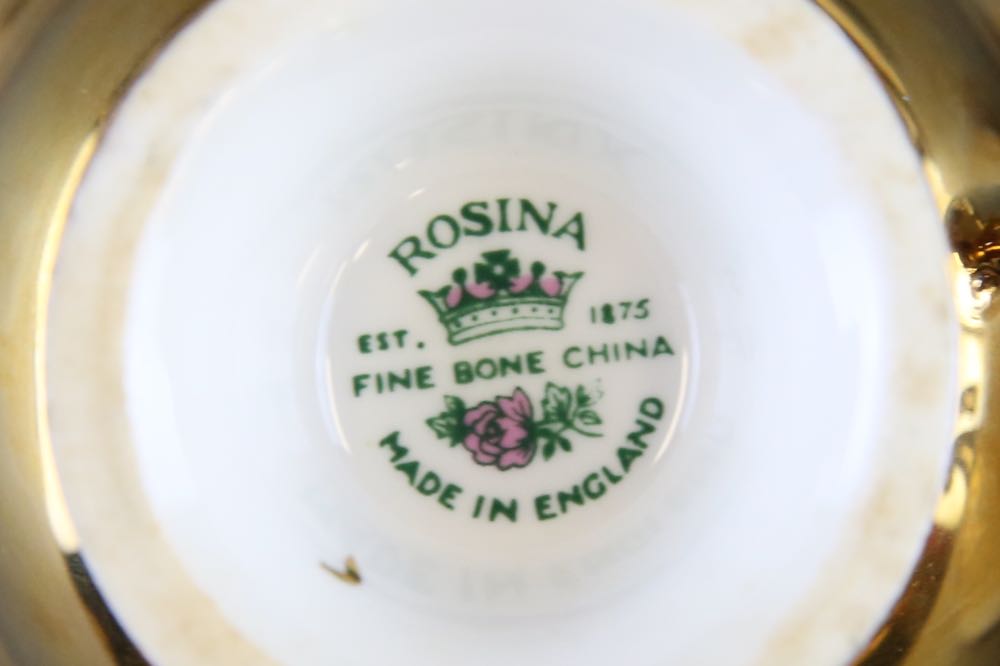 ROSINA
EST. 1875
FINE BONE CHINA
MADE IN ENGLAND